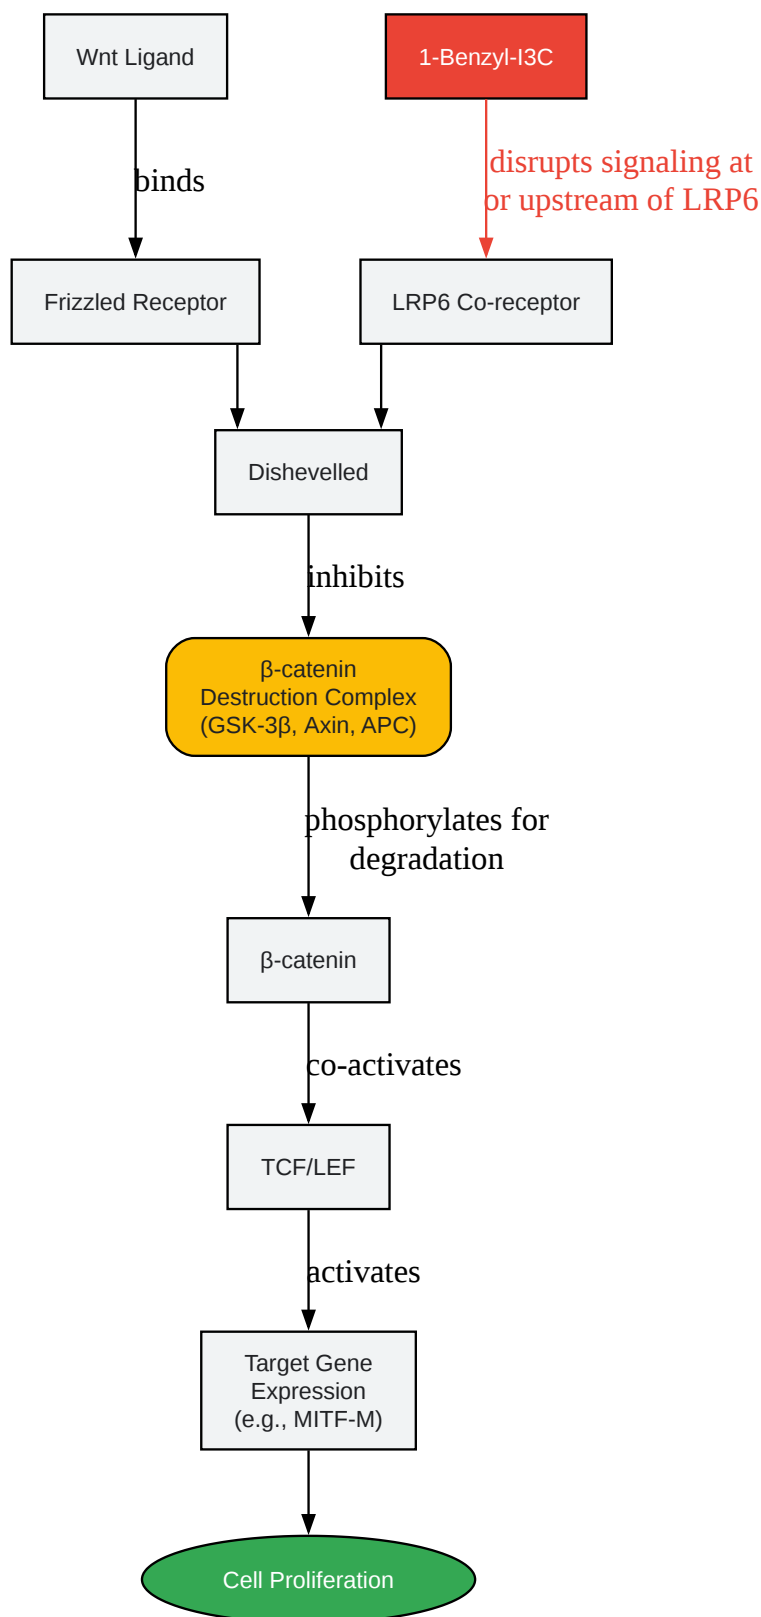 Wnt Ligand
1-Benzyl-I3C
binds
disrupts signaling at
or upstream of LRP6
Frizzled Receptor
LRP6 Co-receptor
Dishevelled
inhibits
β-catenin
Destruction Complex
(GSK-3β, Axin, APC)
phosphorylates for
degradation
β-catenin
co-activates
TCF/LEF
activates
Target Gene
Expression
(e.g., MITF-M)
Cell Proliferation